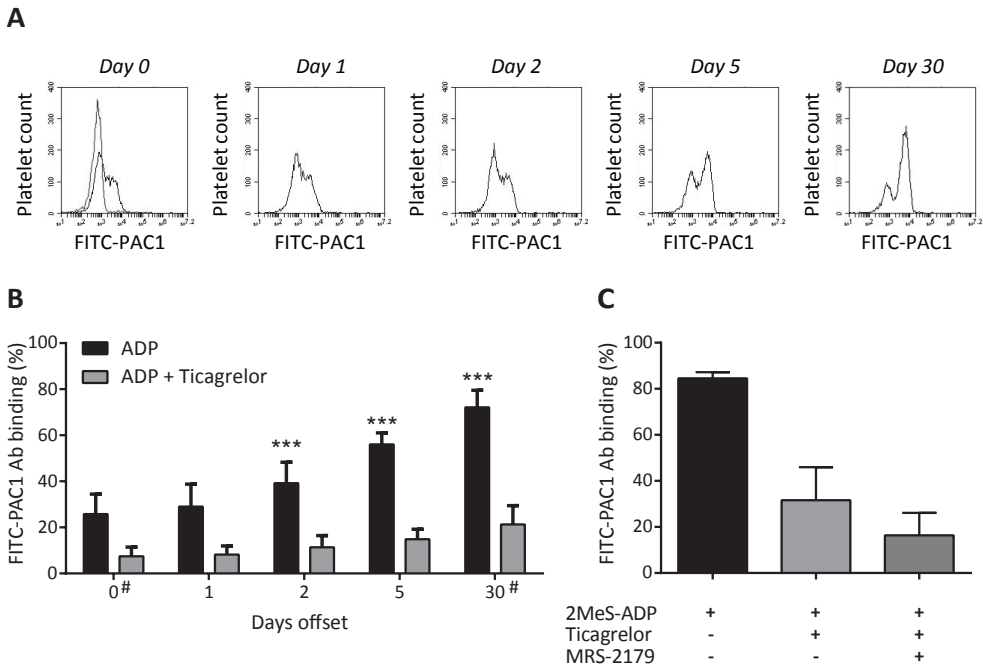 A
Day 0 Day 1 Day 2 Day 5 Day 30
Platelet count Platelet count Platelet count Platelet count Platelet count
FITC-PAC1 FITC-PAC1 FITC-PAC1 FITC-PAC1 FITC-PAC1
B
FITC-PAC1 Ab binding (%)
100
80
60
40
20
0
ADP
ADP + Ticagrelor
*** *** ***
0# 1 2 5 30#
Days offset
C
FITC-PAC1 Ab binding (%)
100
80
60
40
20
0
2MeS-ADP + + +
Ticagrelor - + +
MRS-2179 - - +